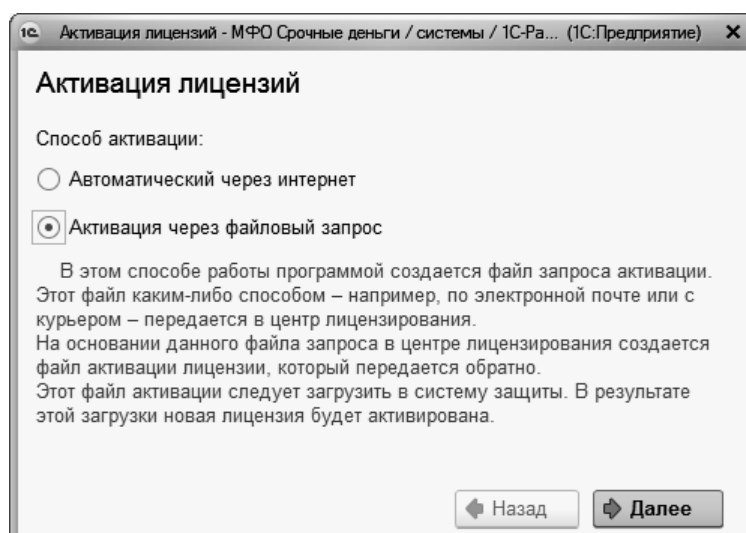 1С Активация лицензий - МФО Срочные деньги / системы / 1С-Ра... (1С:Предприятие)
Активация лицензий
Способ активации:
Автоматический через интернет
Активация через файловый запрос
В этом способе работы программой создается файл запроса активации.
Этот файл каким-либо способом – например, по электронной почте или с
курьером – передается в центр лицензирования.
На основании данного файла запроса в центре лицензирования создается
файл активации лицензии, который передается обратно.
Этот файл активации следует загрузить в систему защиты. В результате
этой загрузки новая лицензия будет активирована.
Назад Далее